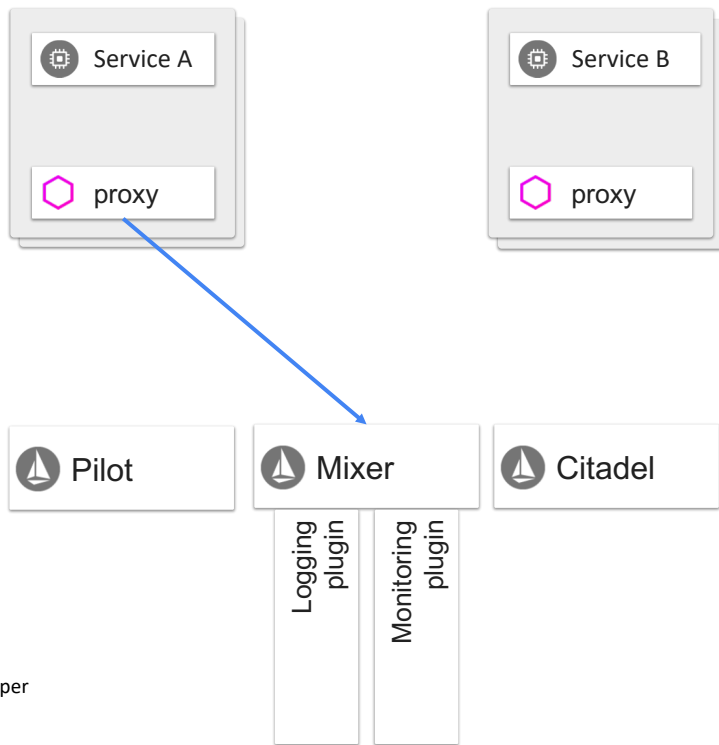 Service A
Service B
proxy
proxy
Pilot
Mixer
Citadel
Logging
plugin
Monitoring
plugin
per